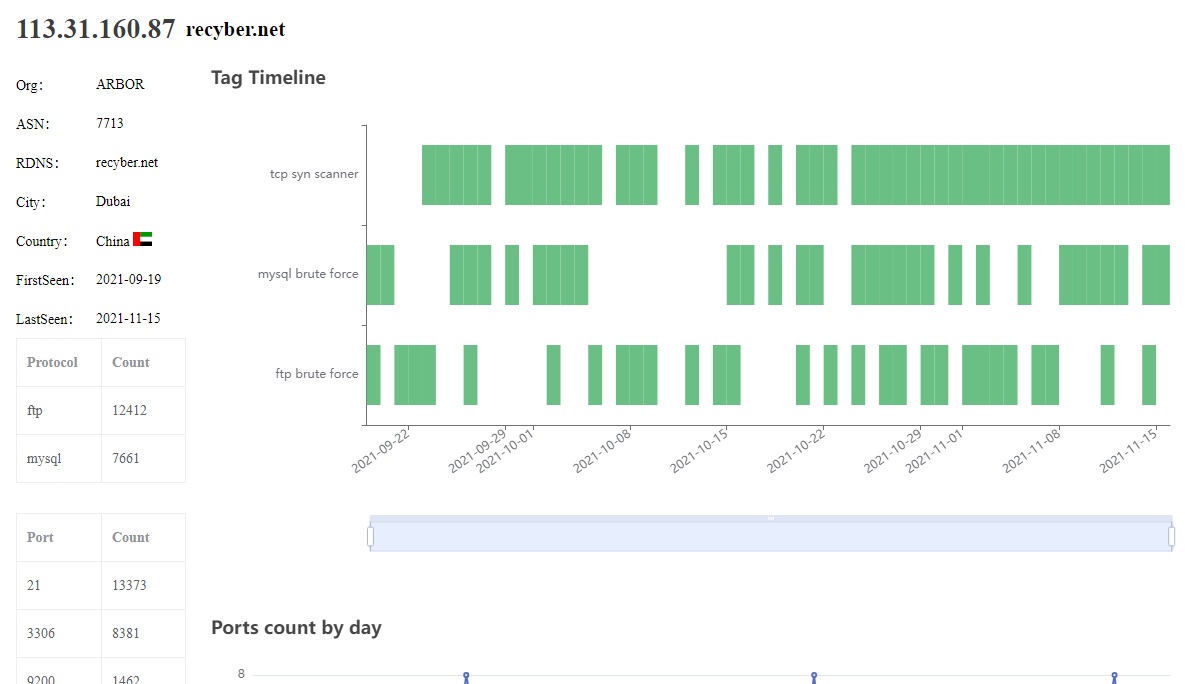 113.31.160.87 recyber.net
Org： ARBOR
ASN： 7713
RDNS： recyber.net
City： Dubai
Country： China
FirstSeen： 2021-09-19
LastSeen： 2021-11-15
Protocol Count
ftp 12412
mysql 7661
Port Count
21 13373
3306 8381
9200 1462
Tag Timeline
tcp syn scanner
mysql brute force
ftp brute force
2021-09-22 2021-09-29 2021-10-01 2021-10-08 2021-10-15 2021-10-22 2021-10-29 2021-11-01 2021-11-08 2021-11-15
Ports count by day
8